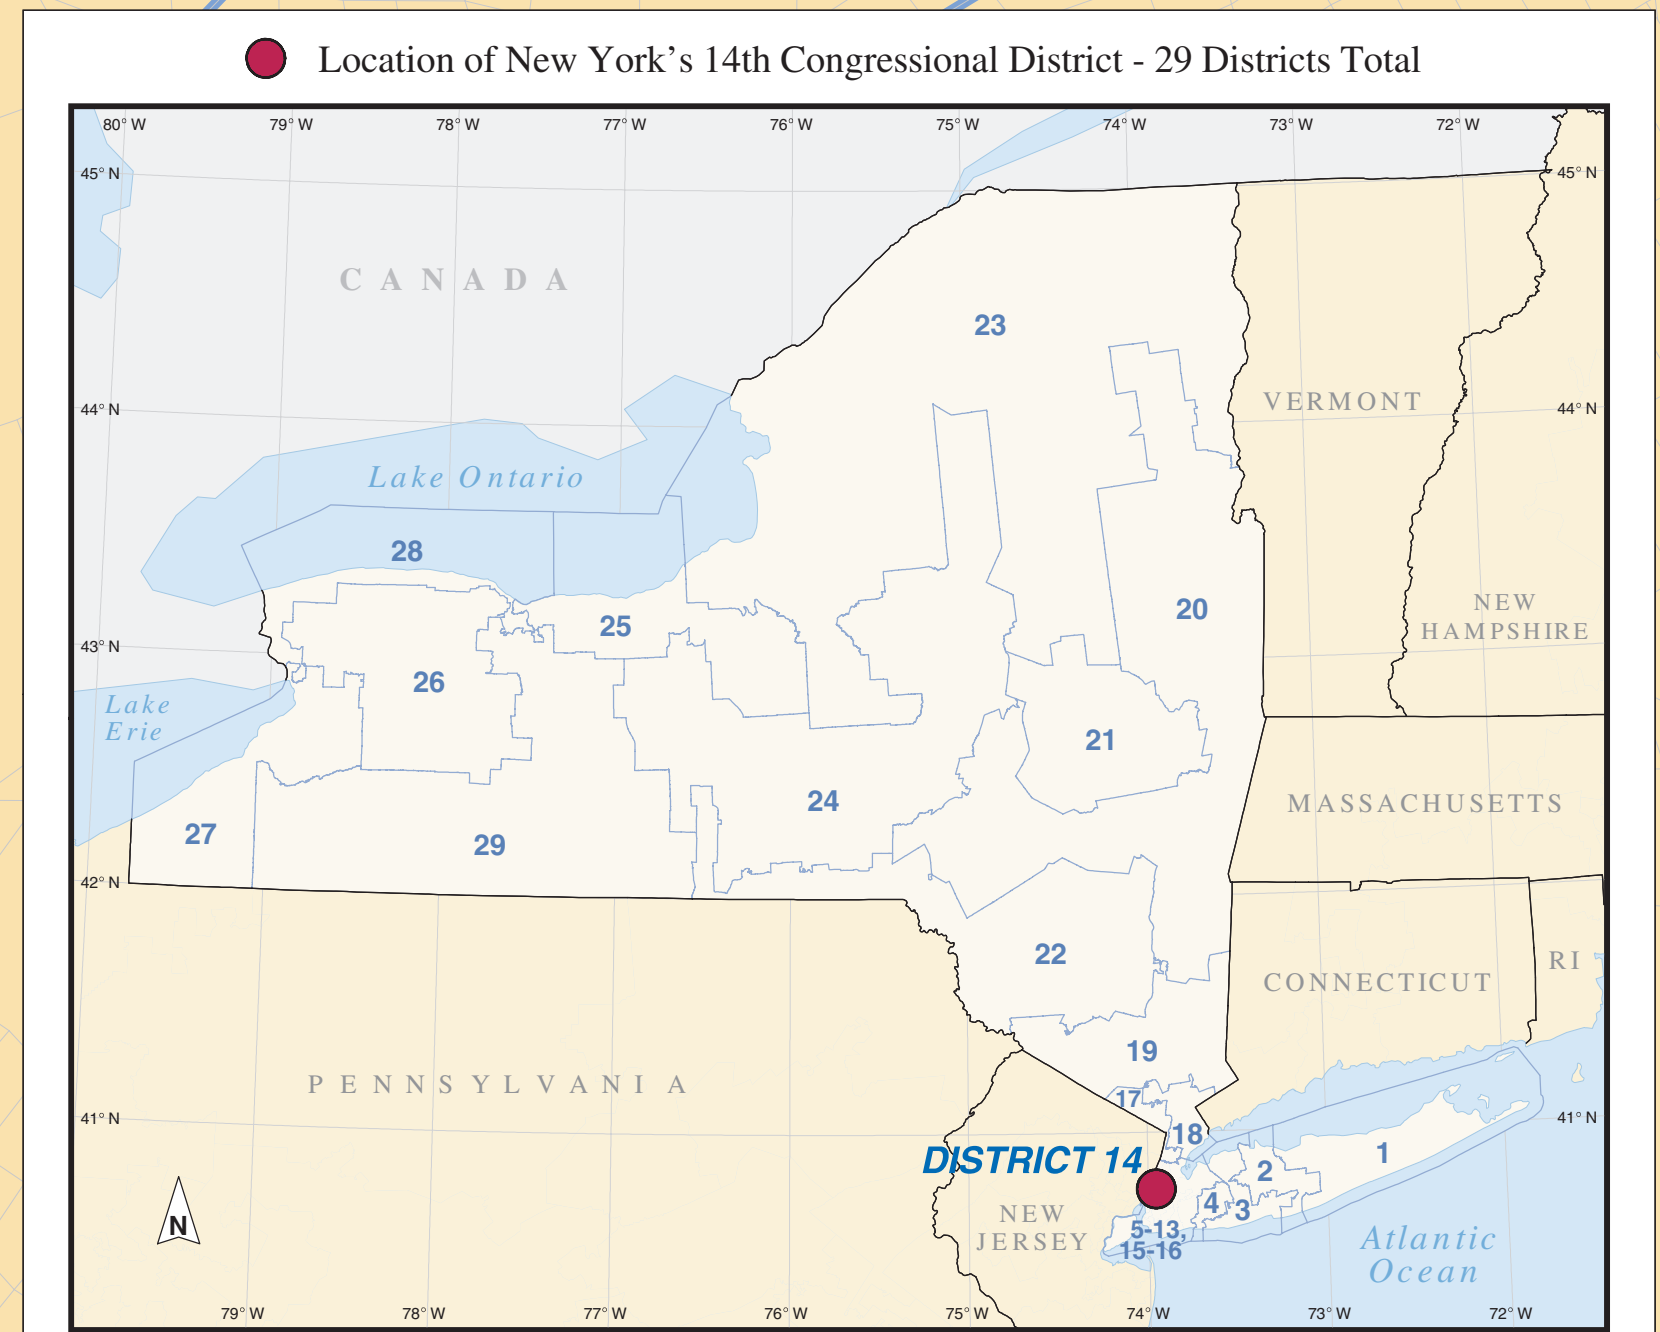 Location of New York’s 14th Congressional District - 29 Districts Total
80° W 79° W 78° W 77° W 76° W 75° W 74° W 73° W 72° W
45° N 45° N
CANADA
23
VERMONT
44° N 44° N
Lake Ontario
28
NEW
HAMPSHIRE
20
25
43° N 43° N
26
Lake
Erie
21
24
MASSACHUSETTS
27
29
42° N
22
RI
CONNECTICUT
19
PENNSYLVANIA
17
41° N 41° N
18
1
DISTRICT 14
2
4
3
NEW
JERSEY
5-13,
15-16
N
Atlantic
Ocean
79° W 78° W 77° W 76° W 75° W 74° W 73° W 72° W